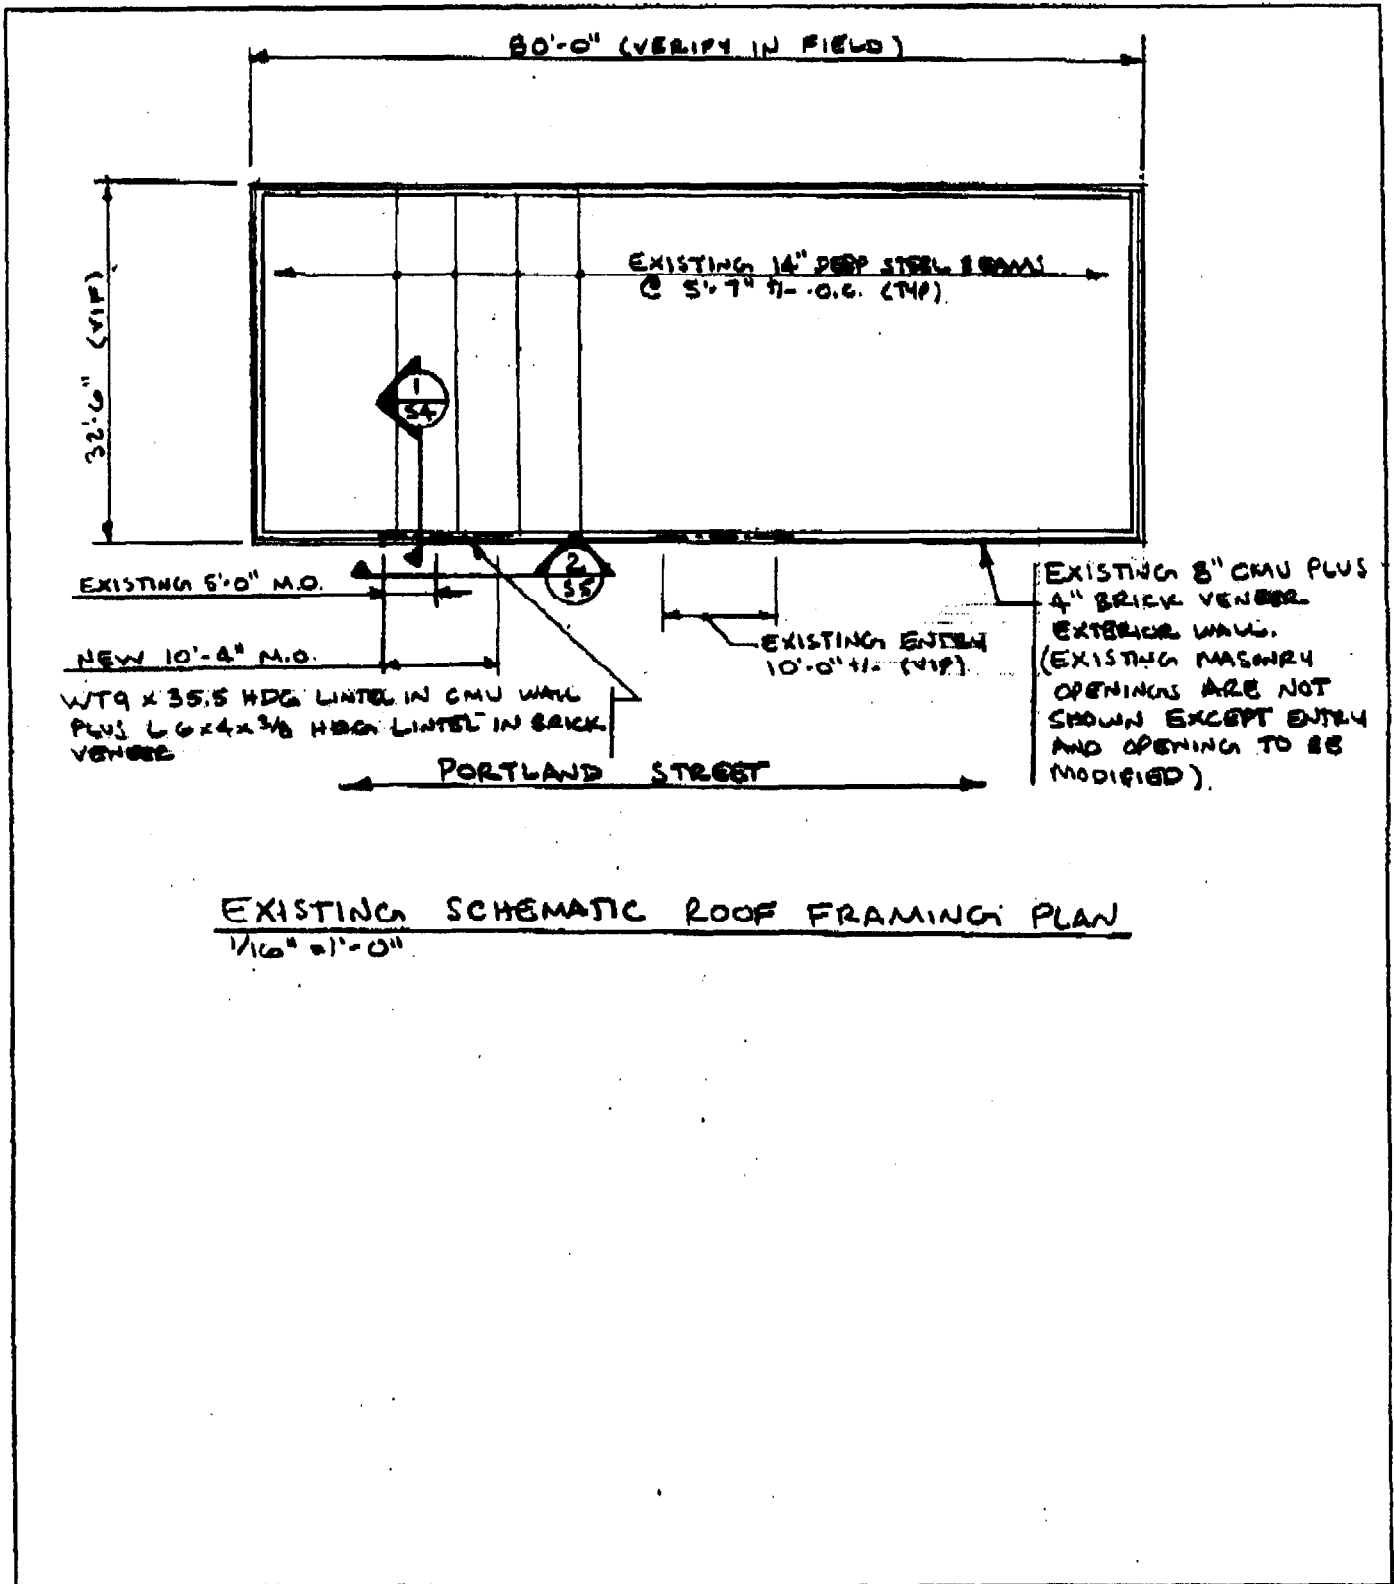 80'-0" (VERIFY IN FIELD)
32'-6" (VIF)
EXISTING 14" DEEP STEEL BEAMS
@ 5'-7" +/- O.C. (TYP)
1
S4
2
S5
EXISTING 5'-0" M.O.
NEW 10'-4" M.O.
WT9 X 35.5 HDG LINTEL IN CMU WALL
PLUS L 6x4x3/8 HDG LINTEL IN BRICK
VENEER
EXISTING ENTRY
10'-0" +/- (VIF)
EXISTING 8" CMU PLUS
4" BRICK VENEER
EXTERIOR WALL.
(EXISTING MASONRY
OPENINGS ARE NOT
SHOWN EXCEPT ENTRY
AND OPENING TO BE
MODIFIED).
PORTLAND STREET
EXISTING SCHEMATIC ROOF FRAMING PLAN
1/16" = 1'-0"